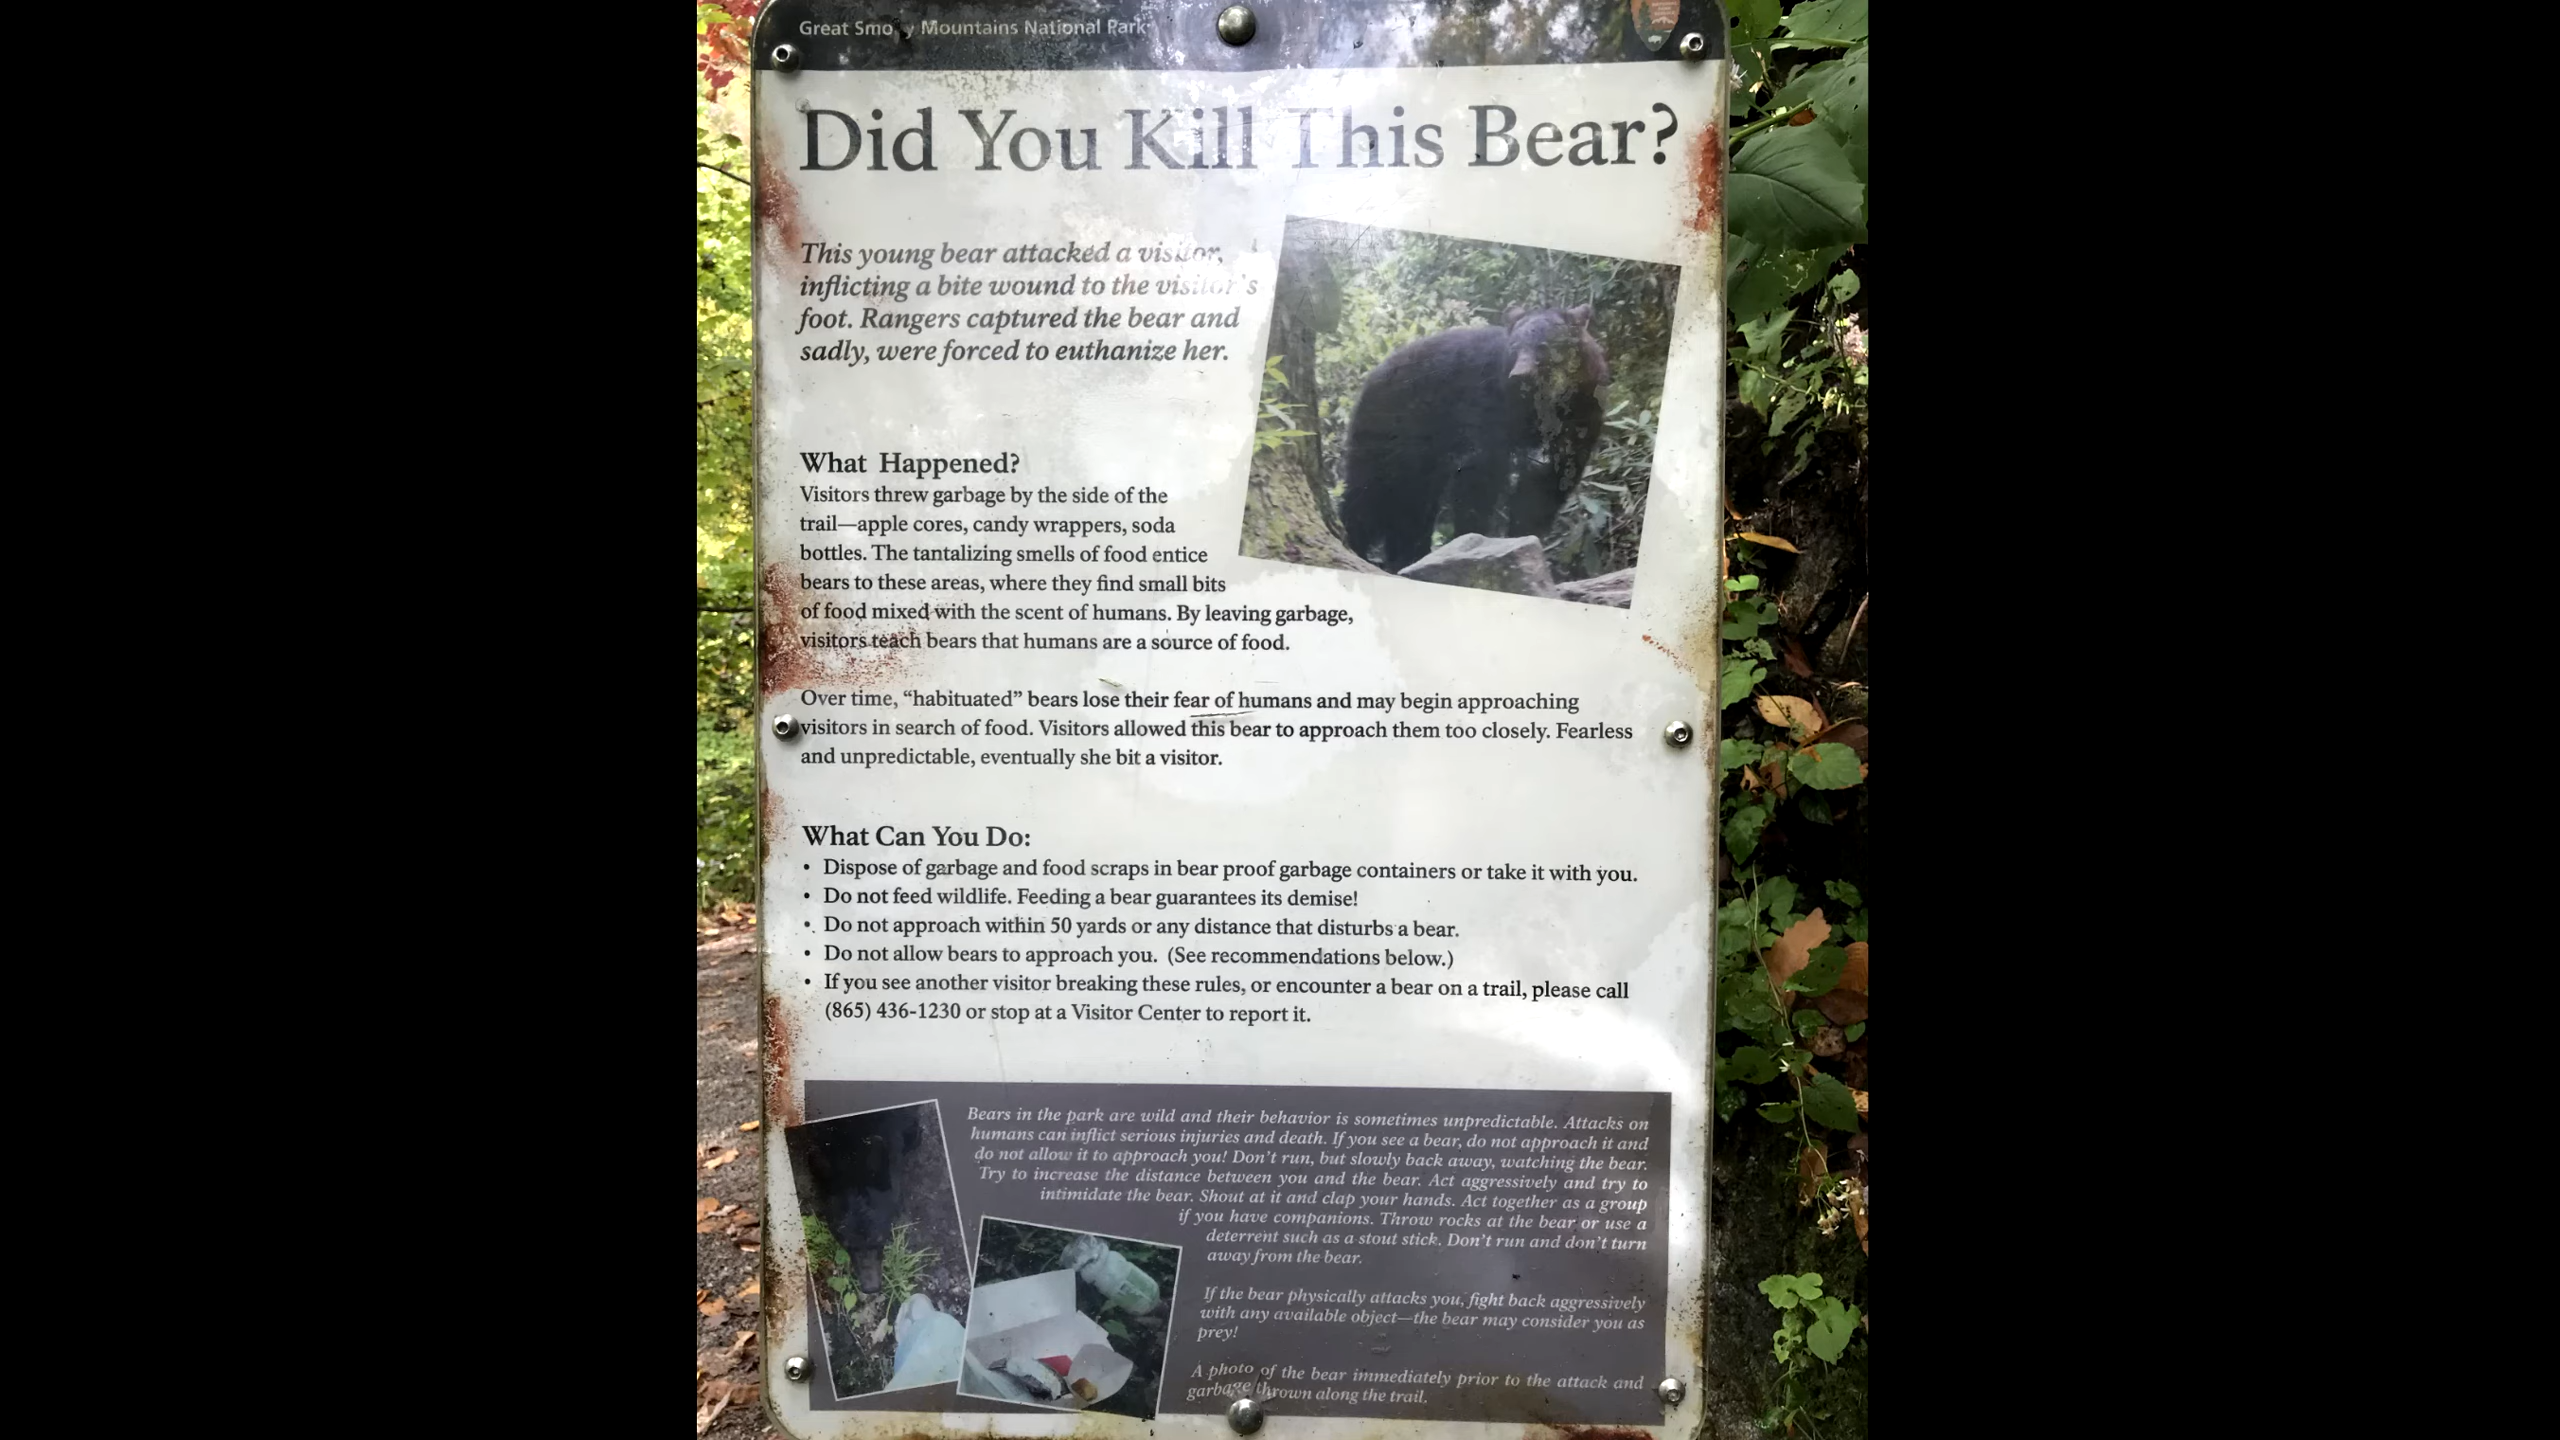 Great Smo y Mountains National Park
Did You Kill This Bear?
This young bear attacked a visitor,
inflicting a bite wound to the visitor's
foot. Rangers captured the bear and
sadly, were forced to euthanize her.
What Happened?
Visitors threw garbage by the side of the
trail—apple cores, candy wrappers, soda
bottles. The tantalizing smells of food entice
bears to these areas, where they find small bits
of food mixed with the scent of humans. By leaving garbage,
visitors teach bears that humans are a source of food.
Over time, “habituated” bears lose their fear of humans and may begin approaching
visitors in search of food. Visitors allowed this bear to approach them too closely. Fearless
and unpredictable, eventually she bit a visitor.
What Can You Do:
• Dispose of garbage and food scraps in bear proof garbage containers or take it with you.
• Do not feed wildlife. Feeding a bear guarantees its demise!
• Do not approach within 50 yards or any distance that disturbs a bear.
• Do not allow bears to approach you. (See recommendations below.)
• If you see another visitor breaking these rules, or encounter a bear on a trail, please call
(865) 436-1230 or stop at a Visitor Center to report it.
Bears in the park are wild and their behavior is sometimes unpredictable. Attacks on
humans can inflict serious injuries and death. If you see a bear, do not approach it and
do not allow it to approach you! Don't run, but slowly back away, watching the bear.
Try to increase the distance between you and the bear. Act aggressively and try to
intimidate the bear. Shout at it and clap your hands. Act together as a group
if you have companions. Throw rocks at the bear or use a
deterrent such as a stout stick. Don't run and don't turn
away from the bear.
If the bear physically attacks you, fight back aggressively
with any available object—the bear may consider you as
prey!
A photo of the bear immediately prior to the attack and
garbage thrown along the trail.